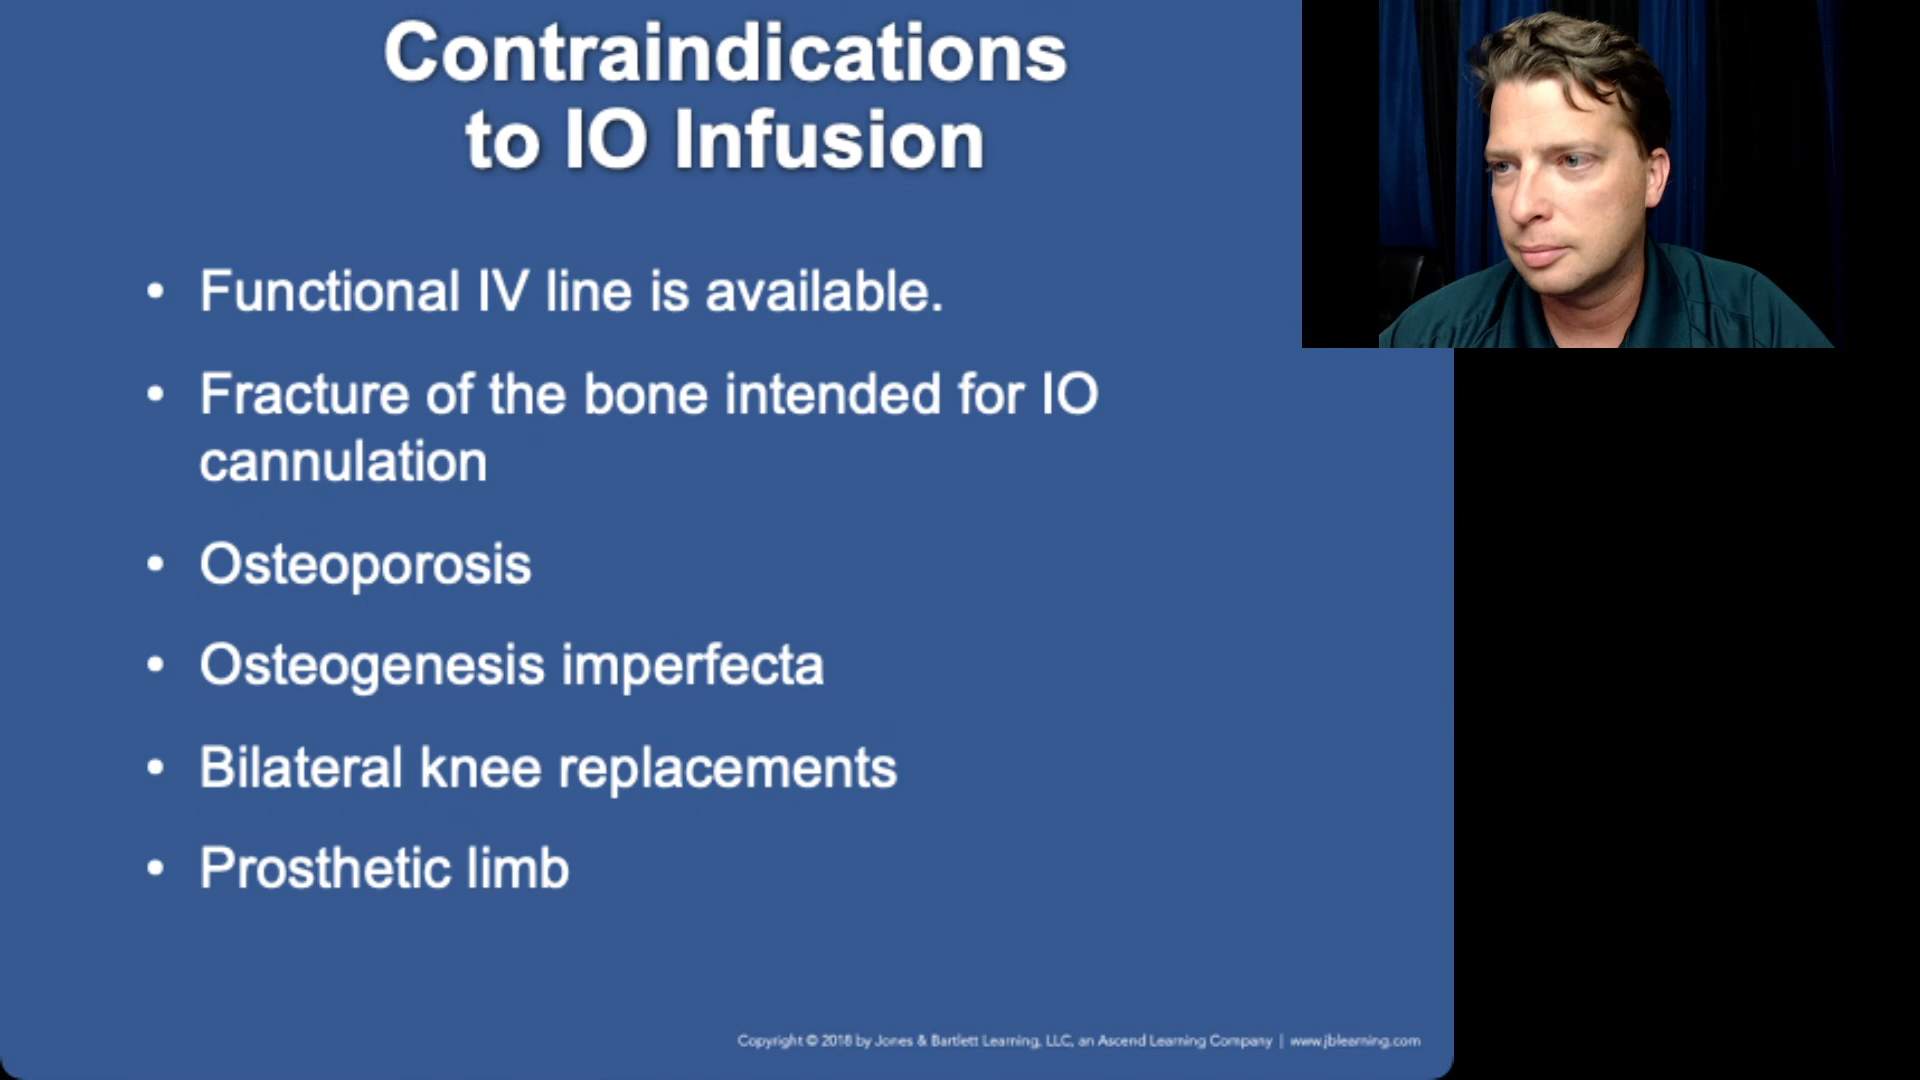 Contraindications
to IO Infusion
• Functional IV line is available.
• Fracture of the bone intended for IO
cannulation
• Osteoporosis
• Osteogenesis imperfecta
• Bilateral knee replacements
• Prosthetic limb
Copyright © 2018 by Jones & Bartlett Learning, LLC, an Ascend Learning Company | www.jblearning.com